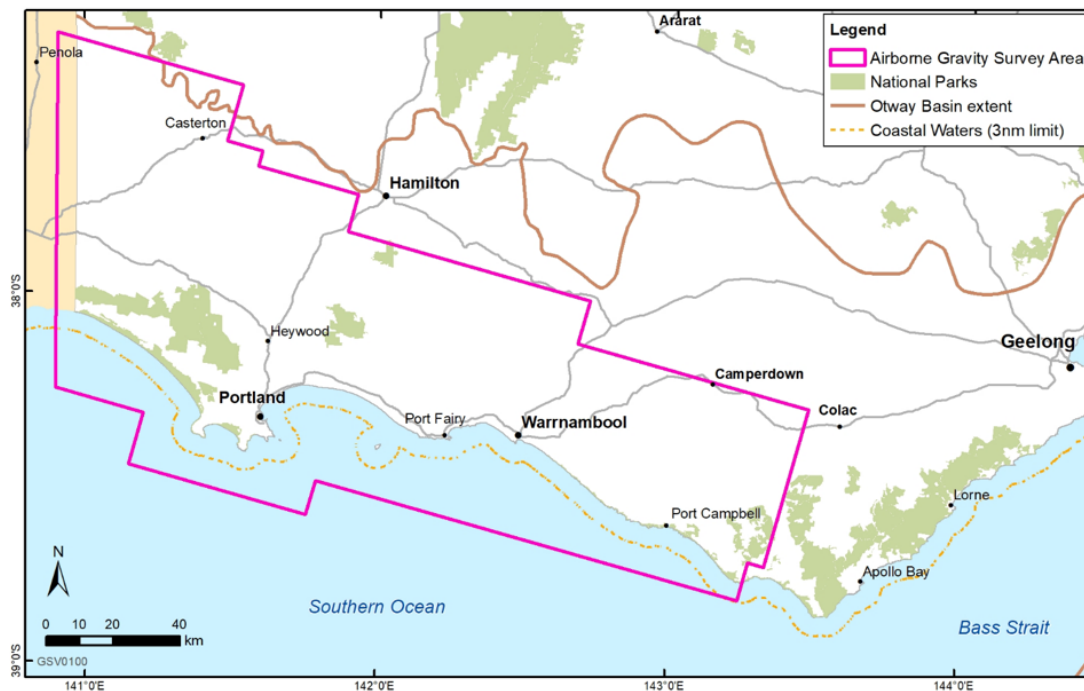 Ararat
Penola
Casterton
Hamilton
Heywood
Portland
Port Fairy
Warrnambool
Camperdown
Colac
Geelong
Port Campbell
Lorne
Apollo Bay
Southern Ocean
Bass Strait
Legend
Airborne Gravity Survey Area
National Parks
Otway Basin extent
Coastal Waters (3nm limit)
38°0'S
39°0'S
N
0 10 20 40
km
GSV0100
141°0'E
142°0'E
143°0'E
144°0'E